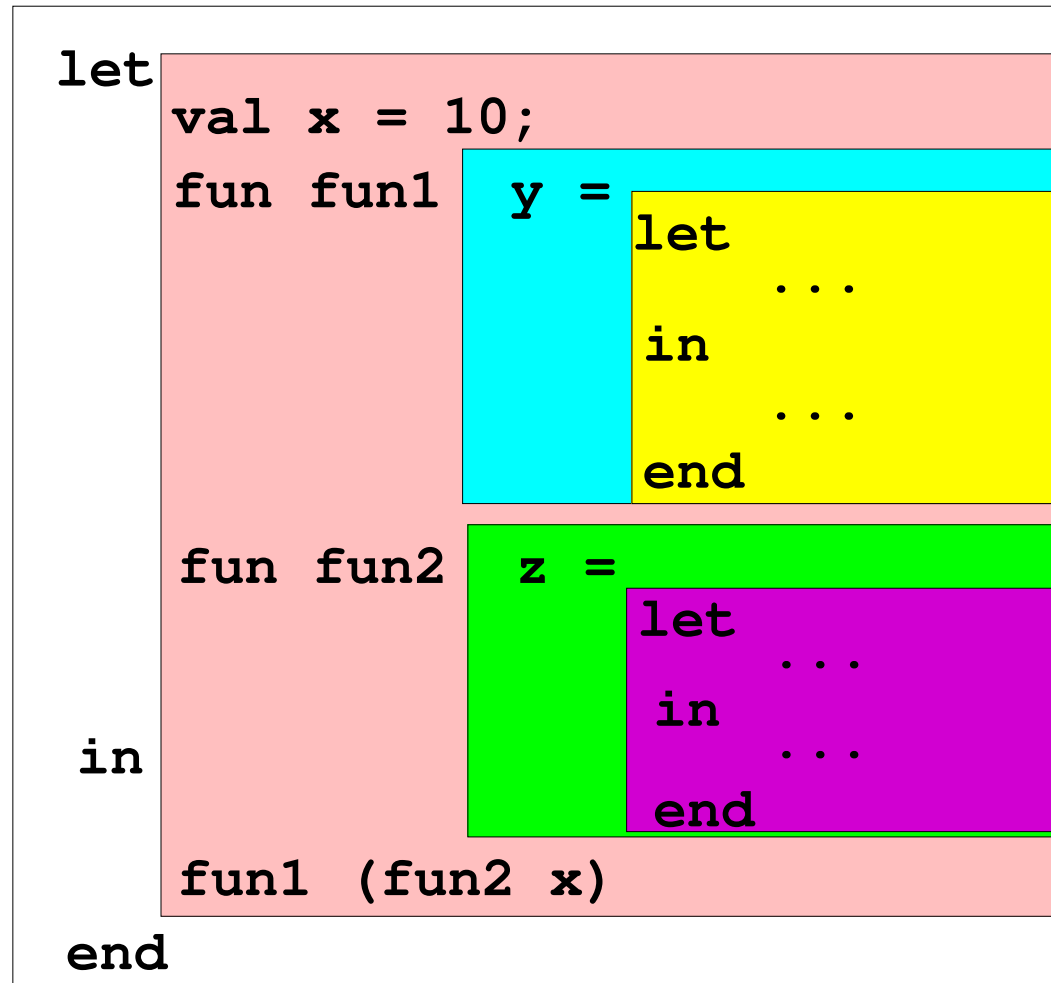 let
val x = 10;
fun fun1 y =
let
...
in
...
end
fun fun2 z =
let
...
in
...
in
end
fun1 (fun2 x)
end